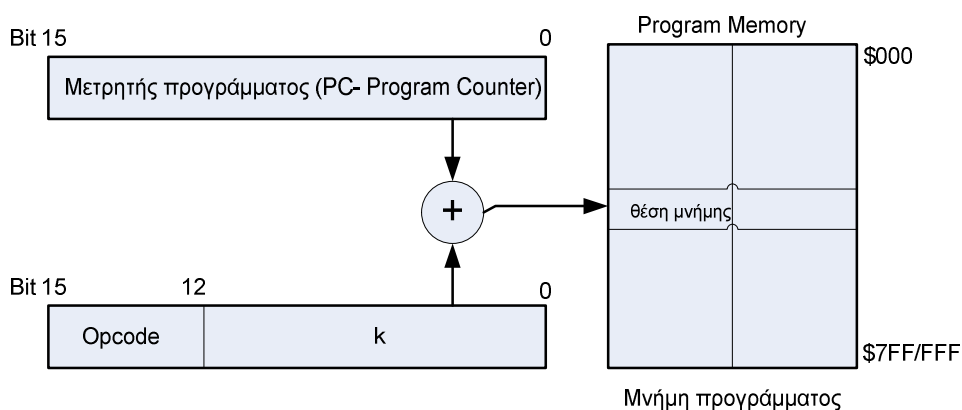 Program Memory
Bit 15
0
$000
Μετρητής προγράμματος (PC- Program Counter)
+
θέση μνήμης
Bit 15
12
0
Opcode
k
$7FF/FFF
Μνήμη προγράμματος